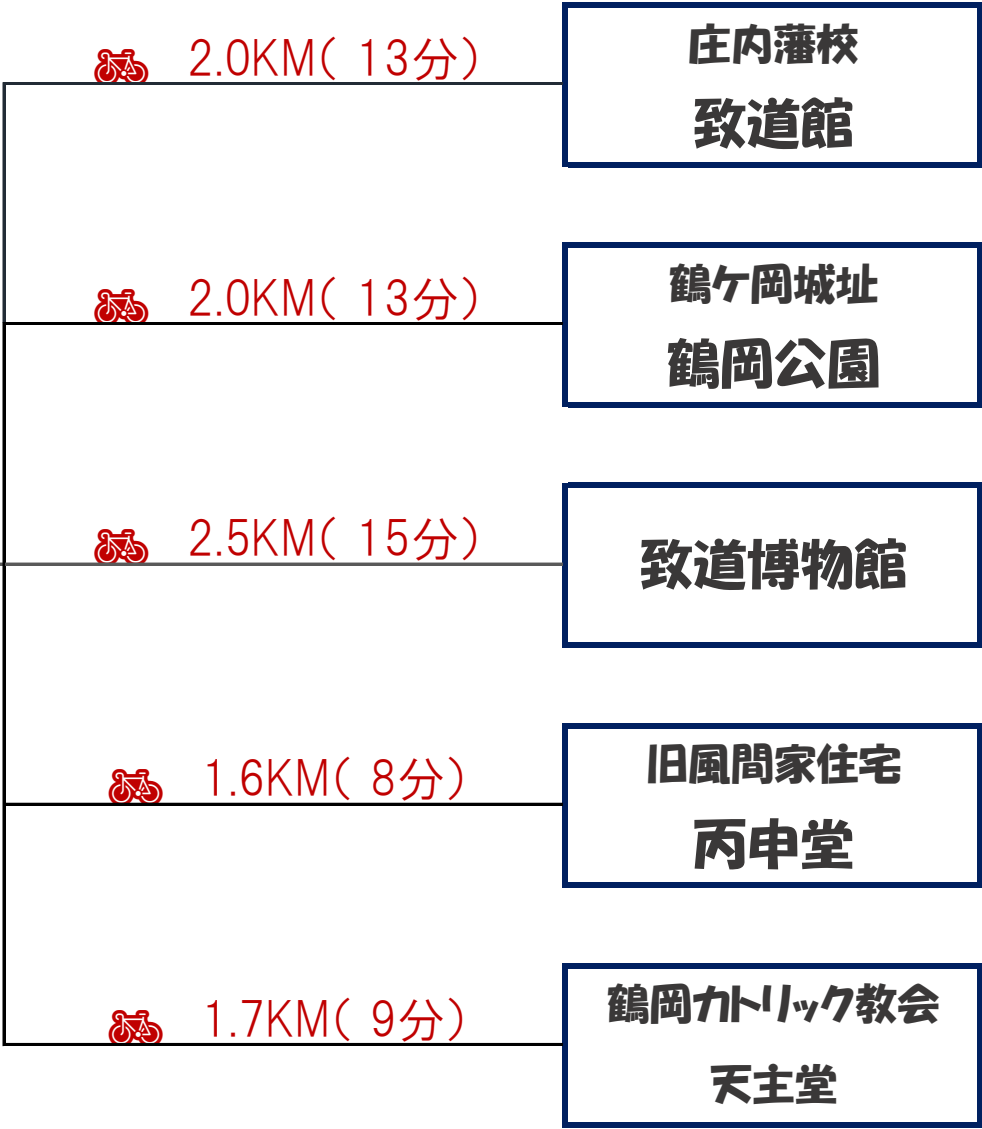 2.0KM( 13分)
庄内藩校
致道館
2.0KM( 13分)
鶴ケ岡城址
鶴岡公園
2.5KM( 15分)
致道博物館
1.6KM( 8分)
旧風間家住宅
丙申堂
1.7KM( 9分)
鶴岡カトリック教会
天主堂